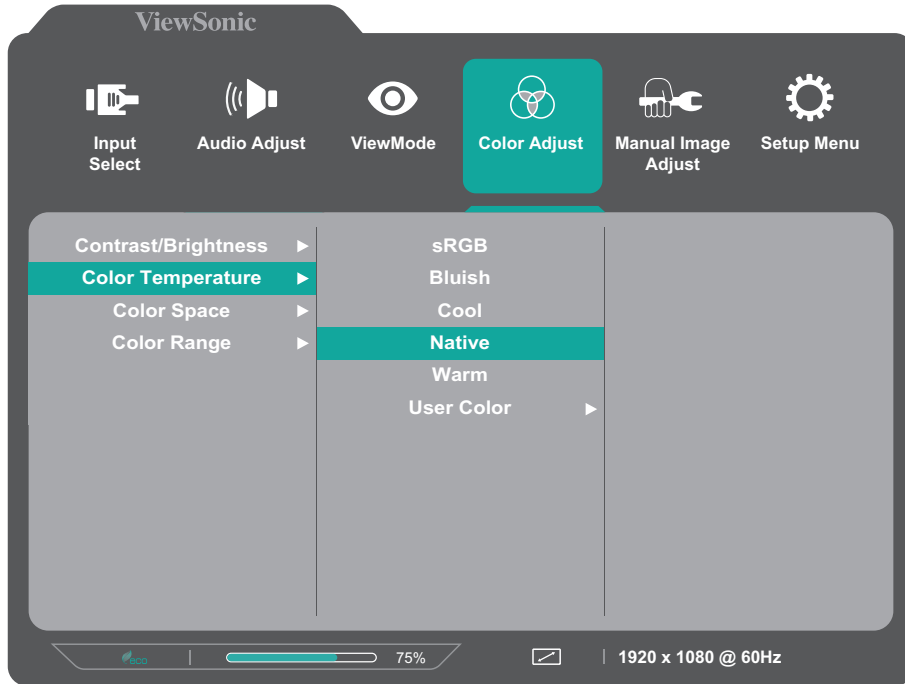 ViewSonic
Input
Select
Audio Adjust
ViewMode
Color Adjust
Manual Image
Adjust
Setup Menu
Contrast/Brightness
Color Temperature
Color Space
Color Range
sRGB
Bluish
Cool
Native
Warm
User Color
eco
75%
1920 x 1080 @ 60Hz